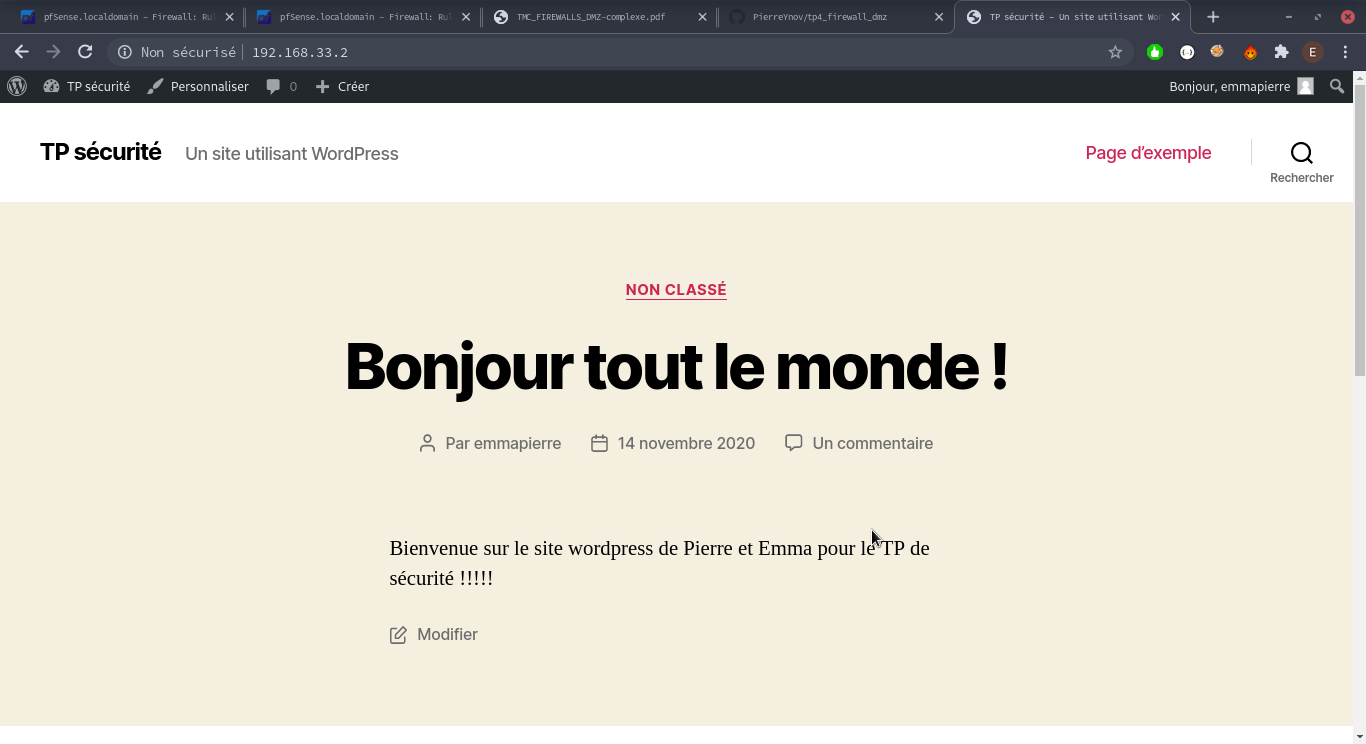 pfSense.localdomain – Firewall: Rul
pfSense.localdomain – Firewall: Rul
TMC_FIREWALLS_DMZ-complexe.pdf
PierreYnov/tp4_firewall_dmz
TP sécurité – Un site utilisant Wor
Non sécurisé 192.168.33.2
E
TP sécurité Personnaliser 0 Créer Bonjour, emmapierre
TP sécurité Un site utilisant WordPress Page d’exemple
Rechercher
NON CLASSÉ
Bonjour tout le monde !
Par emmapierre 14 novembre 2020 Un commentaire
Bienvenue sur le site wordpress de Pierre et Emma pour le TP de
sécurité !!!!!
Modifier